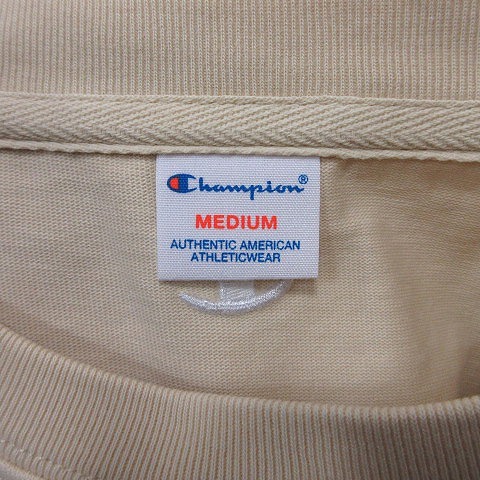 Champion®
MEDIUM
AUTHENTIC AMERICAN
ATHLETICWEAR